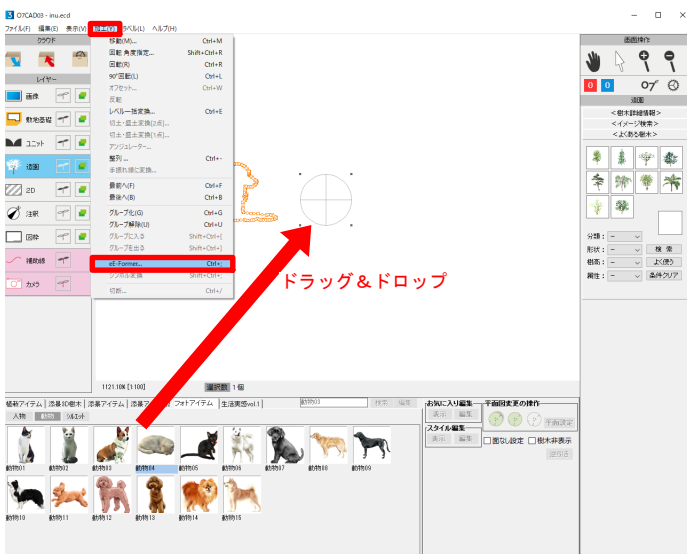 O7CAD03 - inu.ecd
ファイル(F) 編集(E) 表示(V) 加工(P) ラベル(L) ヘルプ(H)
クラウド
レイヤー
画像
敷地基礎
ユニット
造園
2D
注釈
図枠
補助線
カメラ
移動(M)... Ctrl+M
回転 角度指定... Shift+Ctrl+R
回転(R) Ctrl+R
90°回転(L) Ctrl+L
オフセット... Ctrl+W
反転
レベル一括変換... Ctrl+E
切土・盛土変換[2点]...
切土・盛土変換[1点]...
アンジュレーター...
整列 ... Ctrl+-
手振れ線に変換...
最前へ(F) Ctrl+F
最後へ(B) Ctrl+B
グループ化(G) Ctrl+G
グループ解除(U) Ctrl+U
グループに入る Shift+Ctrl+[
グループを出る Shift+Ctrl+]
eE-Former... Ctrl+;
シンボル変換 Shift+Ctrl+;
切断... Ctrl+/
ドラッグ＆ドロップ
1121.10% [1:100] 選択数 1 個
画面操作
0 0 07
造園
<樹木詳細情報>
<イメージ検索>
<よくある樹木>
分類： -
形状： - 検 索
樹高： - よく使う
属性： - 条件クリア
植栽アイテム 添景3D樹木 添景アイテム 添景ア フォトアイテム 生活実感vol.1 動物03 検索 編集
人物 動物 シルエット
動物01 動物02 動物03 動物04 動物05 動物06 動物07 動物08 動物09
動物10 動物11 動物12 動物13 動物14 動物15
お気に入り編集
表示 編集
スタイル編集
表示 編集
平面図変更の操作
P P P 平面設定
面なし設定 樹木非表示
逆引き